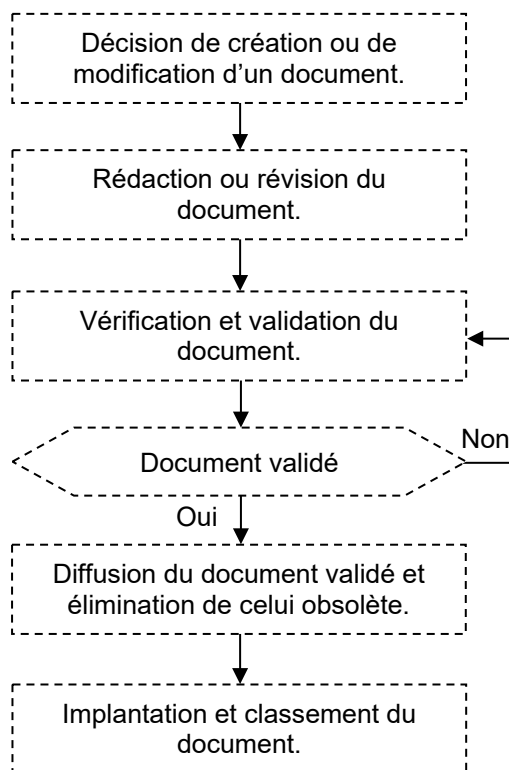 Décision de création ou de
modification d’un document.
Rédaction ou révision du
document.
Vérification et validation du
document.
Non
Document validé
Oui
Diffusion du document validé et
élimination de celui obsolète.
Implantation et classement du
document.